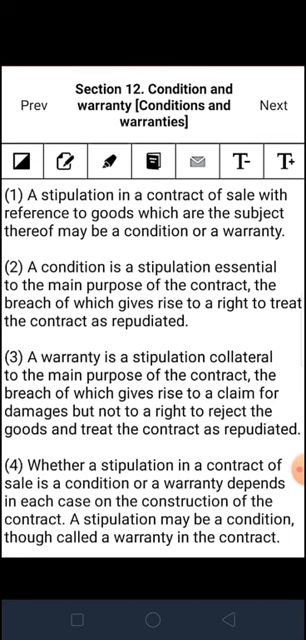 Section 12. Condition and
Prev warranty [Conditions and Next
warranties]
T- T+
(1) A stipulation in a contract of sale with
reference to goods which are the subject
thereof may be a condition or a warranty.
(2) A condition is a stipulation essential
to the main purpose of the contract, the
breach of which gives rise to a right to treat
the contract as repudiated.
(3) A warranty is a stipulation collateral
to the main purpose of the contract, the
breach of which gives rise to a claim for
damages but not to a right to reject the
goods and treat the contract as repudiated.
(4) Whether a stipulation in a contract of
sale is a condition or a warranty depends
in each case on the construction of the
contract. A stipulation may be a condition,
though called a warranty in the contract.